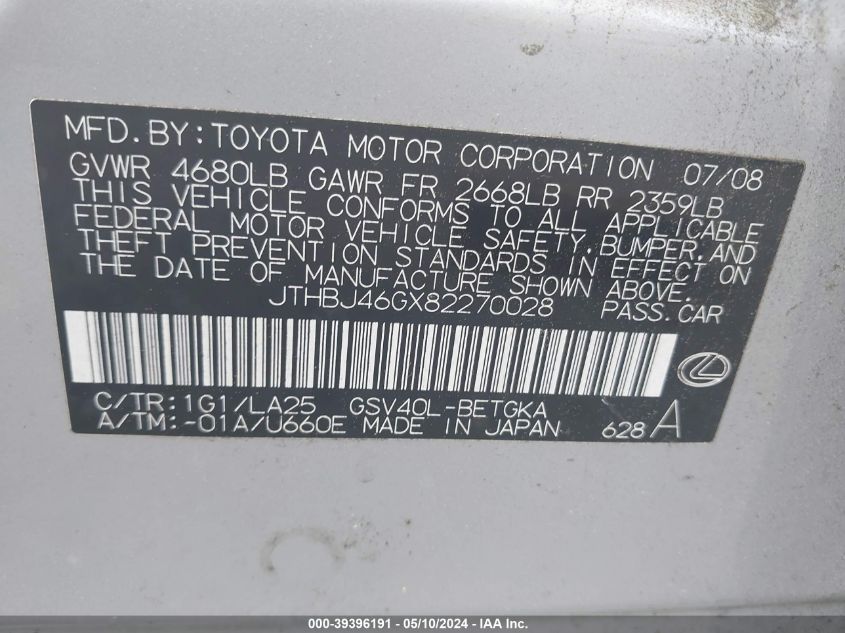 MFD.BY:TOYOTA MOTOR CORPORATION 07/08
GVWR 4680LB GAWR FR 2668LB RR 2359LB
THIS VEHICLE CONFORMS TO ALL APPLICABLE
FEDERAL MOTOR VEHICLE SAFETY,BUMPER,AND
THEFT PREVENTION STANDARDS IN EFFECT ON
THE DATE OF MANUFACTURE SHOWN ABOVE.
JTHBJ46GX82270028 PASS.CAR
C/TR:1G1/LA25 GSV40L-BETGKA
A/TM:-01A/U660E MADE IN JAPAN 628 A
000-39396191 - 05/10/2024 - IAA Inc.